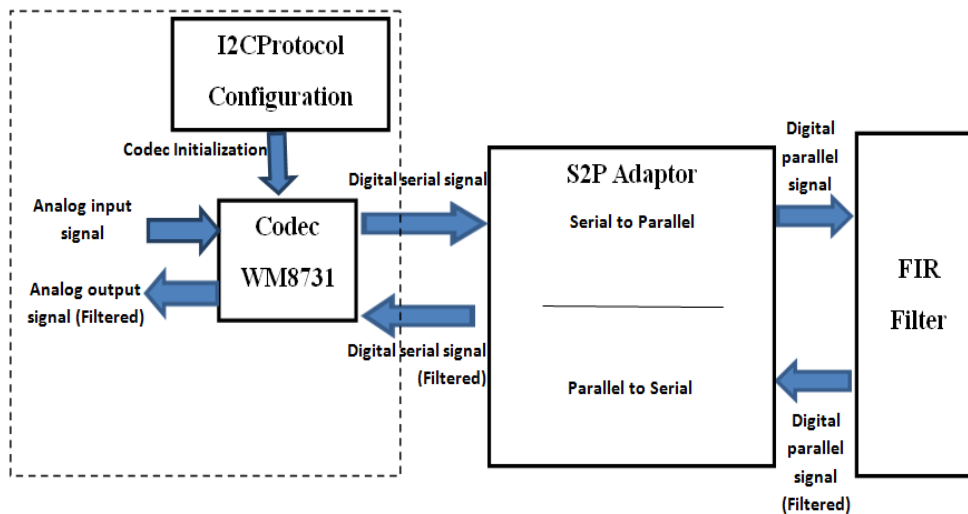 I2CProtocol
Configuration
Codec Initialization
Analog input
signal
Codec
WM8731
Analog output
signal (Filtered)
Digital serial signal
Digital serial signal
(Filtered)
S2P Adaptor
Serial to Parallel
Parallel to Serial
Digital
parallel
signal
FIR
Filter
Digital
parallel
signal
(Filtered)